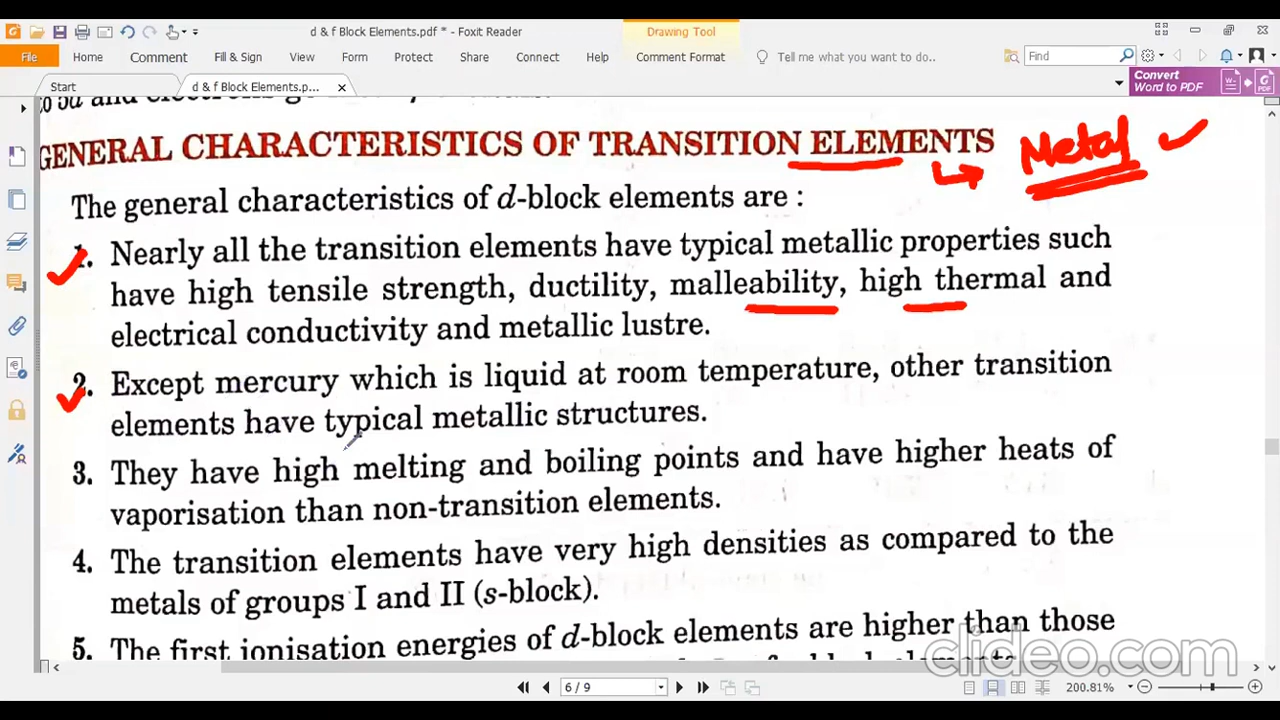 d & f Block Elements.pdf * - Foxit Reader
Drawing Tool
File Home Comment Fill & Sign View Form Protect Share Connect Help Comment Format Tell me what you want to do... Find
Start d & f Block Elements.p...
Convert
Word to PDF
GENERAL CHARACTERISTICS OF TRANSITION ELEMENTS Metal
The general characteristics of d-block elements are :
1. Nearly all the transition elements have typical metallic properties such
have high tensile strength, ductility, malleability, high thermal and
electrical conductivity and metallic lustre.
2. Except mercury which is liquid at room temperature, other transition
elements have typical metallic structures.
3. They have high melting and boiling points and have higher heats of
vaporisation than non-transition elements.
4. The transition elements have very high densities as compared to the
metals of groups I and II (s-block).
5. The first ionisation energies of d-block elements are higher than those
clideo.com
6 / 9 200.81%